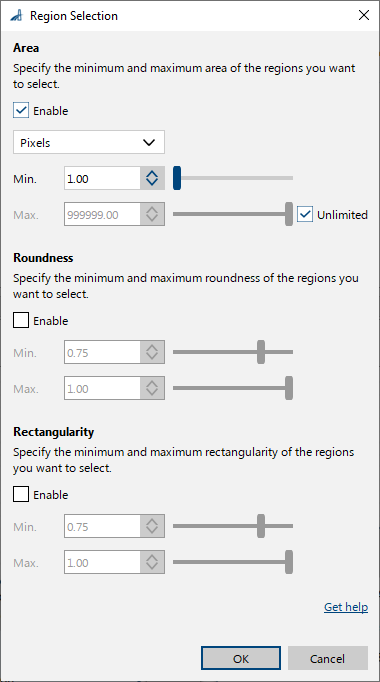 Region Selection
Area
Specify the minimum and maximum area of the regions you want
to select.
Enable
Pixels
Min. 1.00
Max. 999999.00 Unlimited
Roundness
Specify the minimum and maximum roundness of the regions you
want to select.
Enable
Min. 0.75
Max. 1.00
Rectangularity
Specify the minimum and maximum rectangularity of the regions
you want to select.
Enable
Min. 0.75
Max. 1.00
Get help
OK Cancel